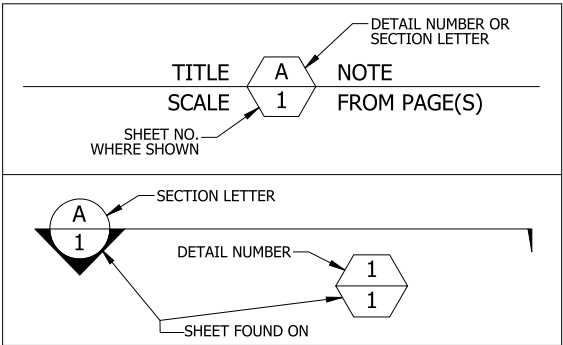 DETAIL NUMBER OR
SECTION LETTER
TITLE A NOTE
SCALE 1 FROM PAGE(S)
SHEET NO.
WHERE SHOWN
SECTION LETTER
A
1
DETAIL NUMBER
1
1
SHEET FOUND ON